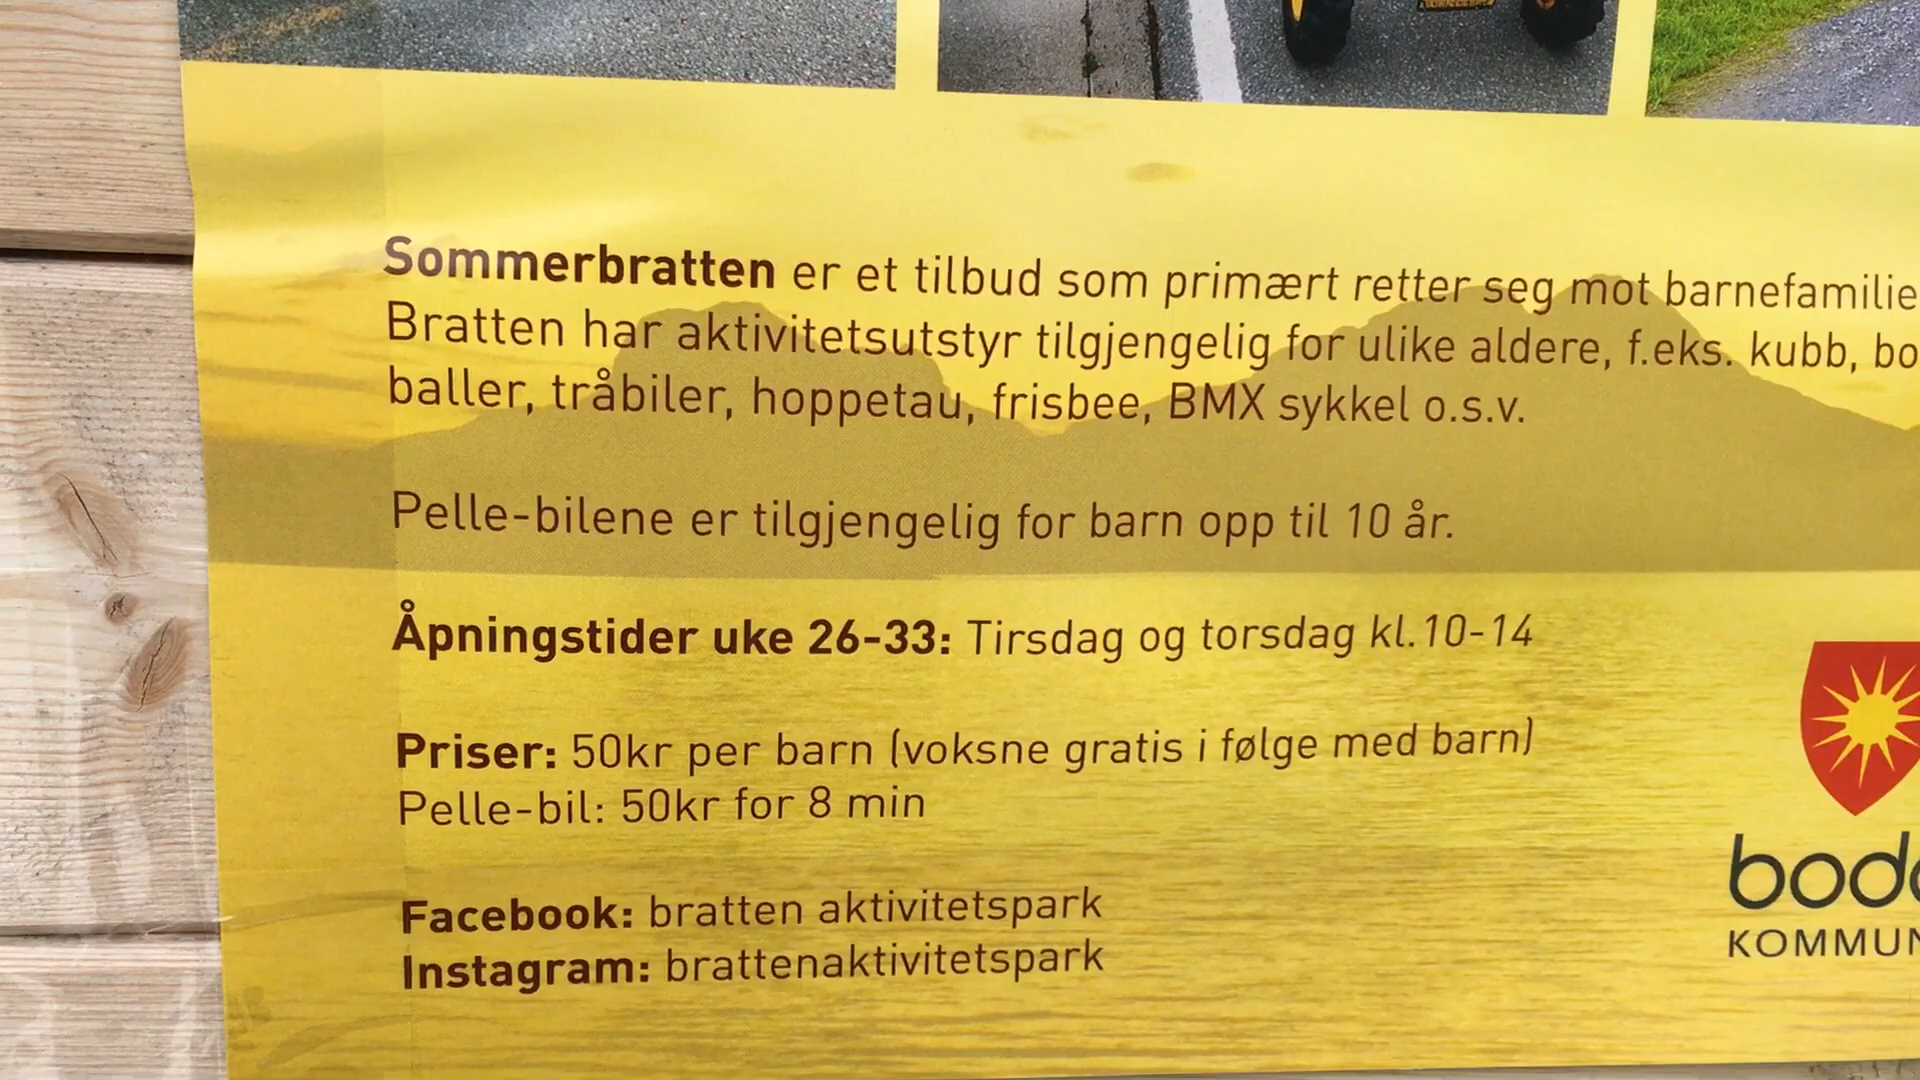 Sommerbratten er et tilbud som primært retter seg mot barnefamilie
Bratten har aktivitetsutstyr tilgjengelig for ulike aldere, f.eks. kubb, bo
baller, tråbiler, hoppetau, frisbee, BMX sykkel o.s.v.
Pelle-bilene er tilgjengelig for barn opp til 10 år.
Åpningstider uke 26-33: Tirsdag og torsdag kl.10-14
Priser: 50kr per barn (voksne gratis i følge med barn)
Pelle-bil: 50kr for 8 min
Facebook: bratten aktivitetspark
Instagram: brattenaktivitetspark
bod
KOMMUN